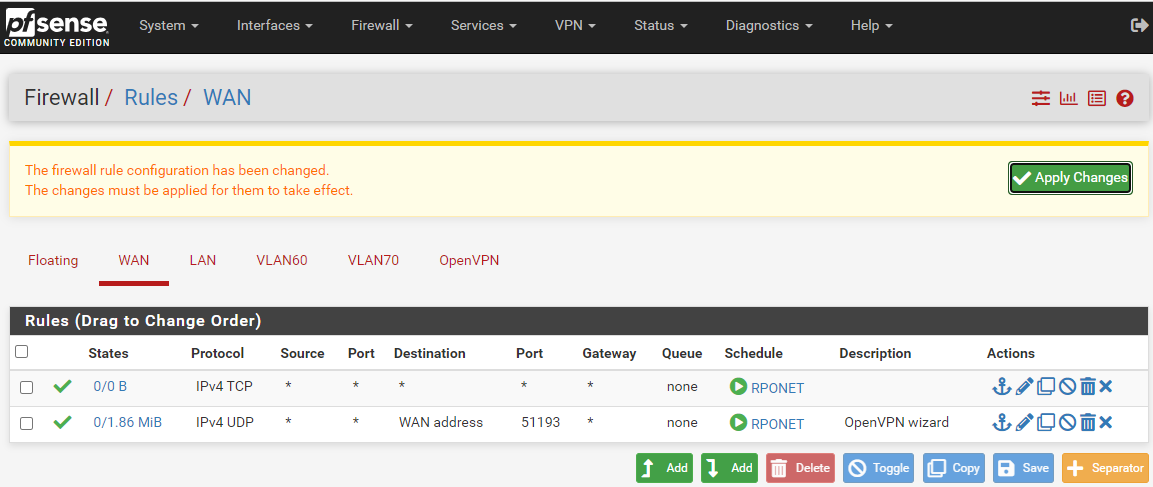 pfsense System Interfaces Firewall Services VPN Status Diagnostics Help
COMMUNITY EDITION
Firewall / Rules / WAN
The firewall rule configuration has been changed.
The changes must be applied for them to take effect.
Apply Changes
Floating WAN LAN VLAN60 VLAN70 OpenVPN
Rules (Drag to Change Order)
States Protocol Source Port Destination Port Gateway Queue Schedule Description Actions
0/0 B IPv4 TCP * * * * * none RPONET
0/1.86 MiB IPv4 UDP * * WAN address 51193 * none RPONET OpenVPN wizard
Add Add Delete Toggle Copy Save Separator